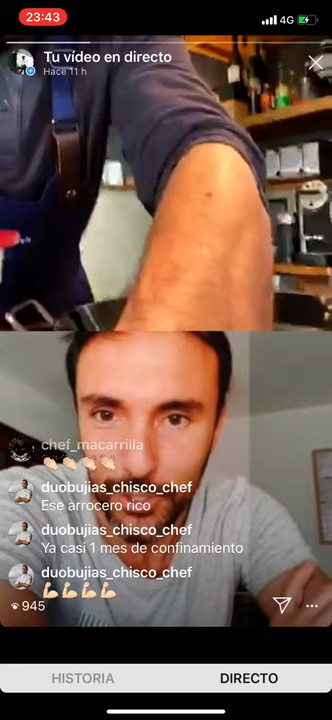 23:43
4G
Tu vídeo en directo
Hace 11 h
chef_macarrilla
👏🏻👏🏻👏🏻👏🏻
duobujias_chisco_chef
Ese arrocero rico
duobujias_chisco_chef
Ya casi 1 mes de confinamiento
duobujias_chisco_chef
💪🏻💪🏻💪🏻💪🏻
945
HISTORIA
DIRECTO